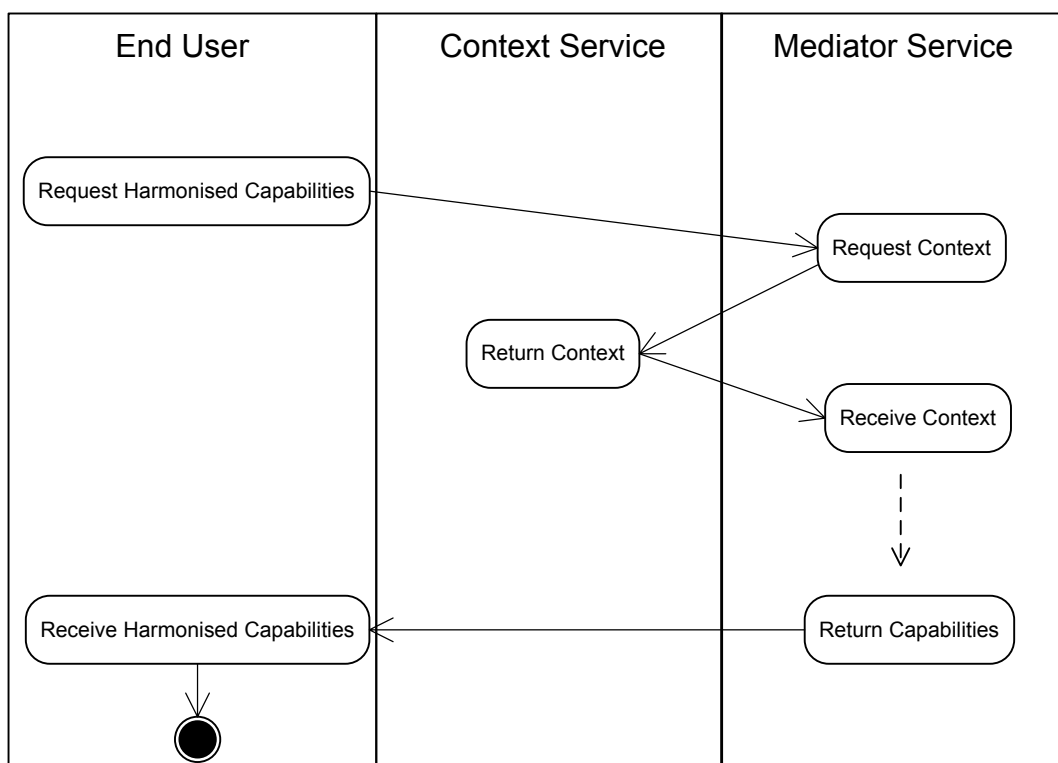 End User
Context Service
Mediator Service
Request Harmonised Capabilities
Request Context
Return Context
Receive Context
Receive Harmonised Capabilities
Return Capabilities